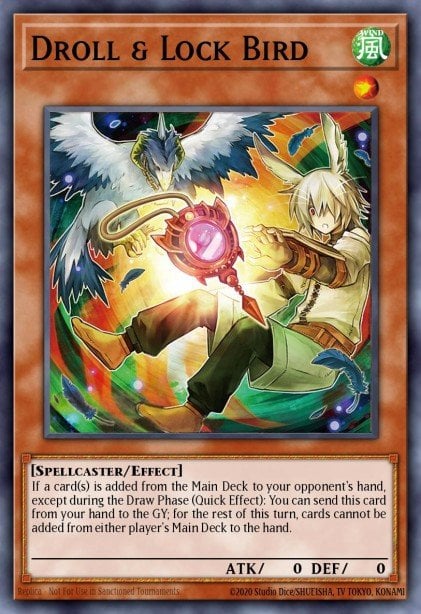 Droll & Lock Bird
WIND
風
[Spellcaster/Effect]
If a card(s) is added from the Main Deck to your opponent's hand,
except during the Draw Phase (Quick Effect): You can send this card
from your hand to the GY; for the rest of this turn, cards cannot be
added from either player's Main Deck to the hand.
ATK/ 0 DEF/ 0
Replica - Not For Use in Sanctioned Tournaments ©2020 Studio Dice/SHUEISHA, TV TOKYO, KONAMI